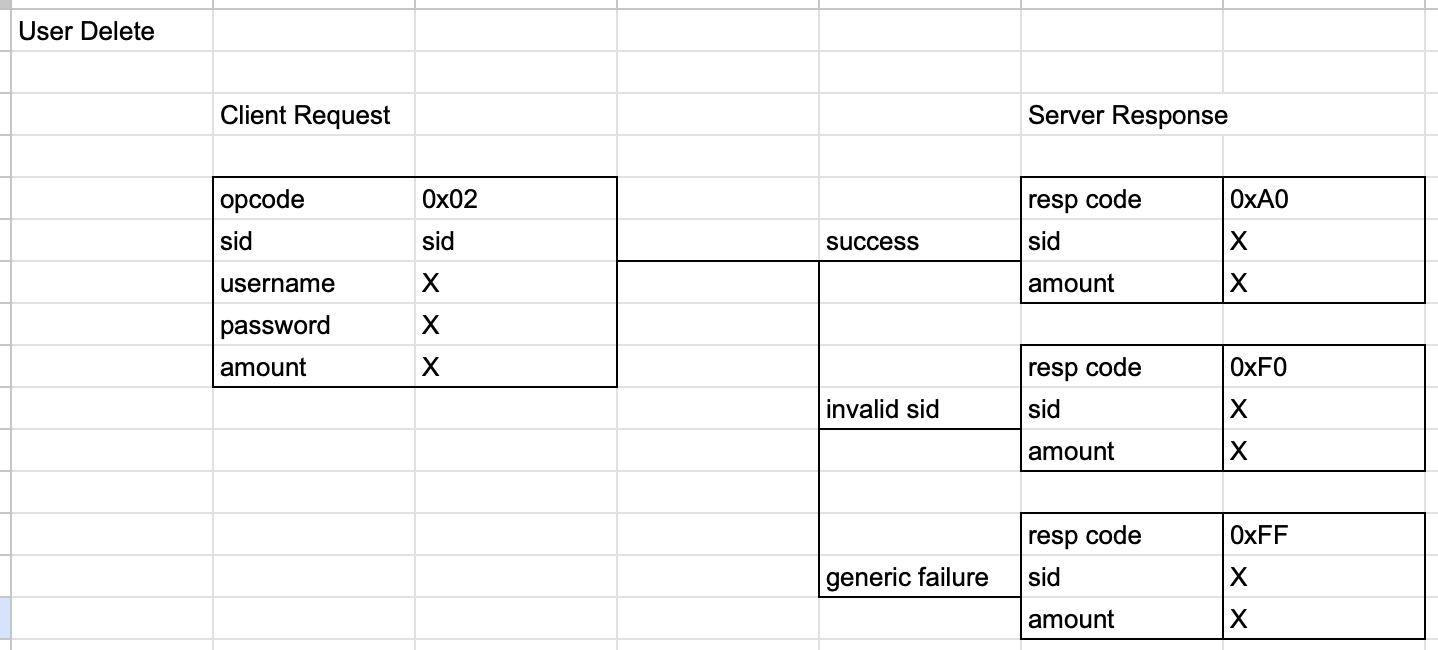 User Delete
Client Request Server Response
opcode 0x02 resp code 0xA0
sid sid success sid X
username X amount X
password X
amount X resp code 0xF0
invalid sid sid X
amount X
resp code 0xFF
generic failure sid X
amount X